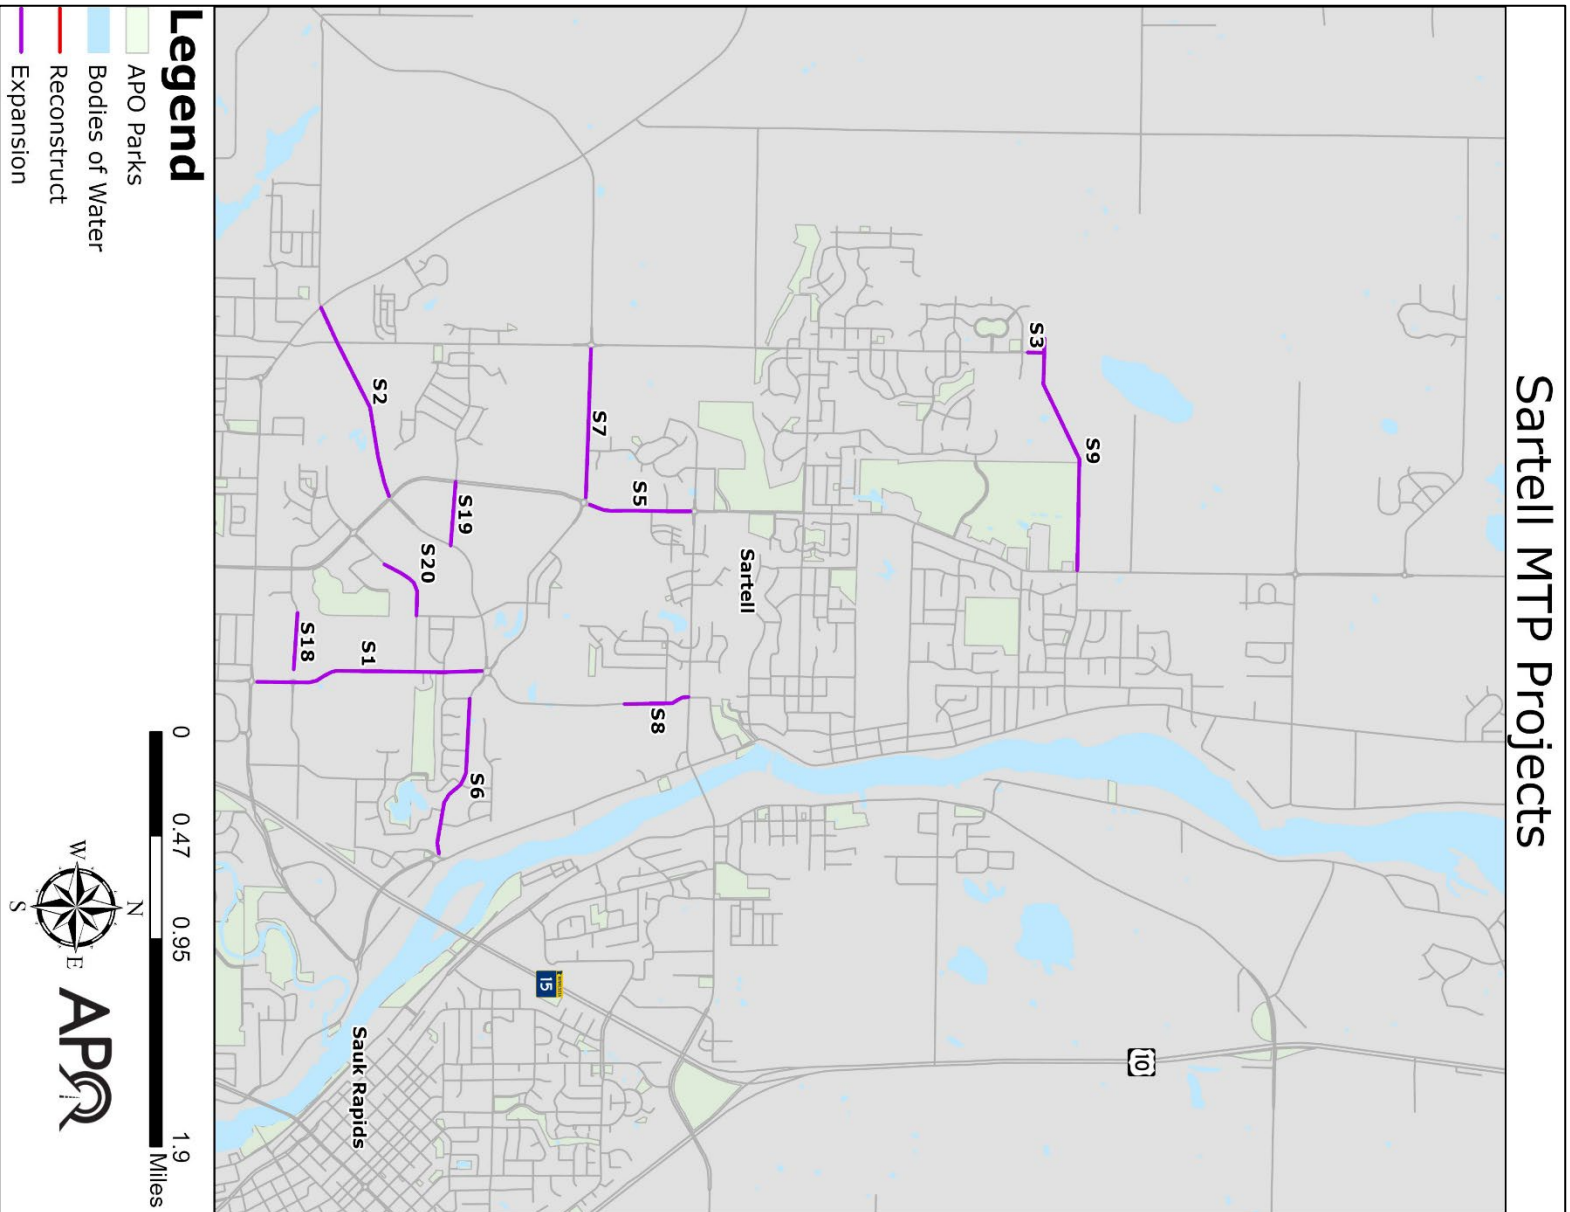 Sartell MTP Projects
S3
S9
S7
S5
S2
S19
S20
S18
S1
S8
S6
Sartell
15
10
Sauk Rapids
Legend
APO Parks
Bodies of Water
Reconstruct
Expansion
0 0.47 0.95 1.9
Miles
N
W
E
S
APO